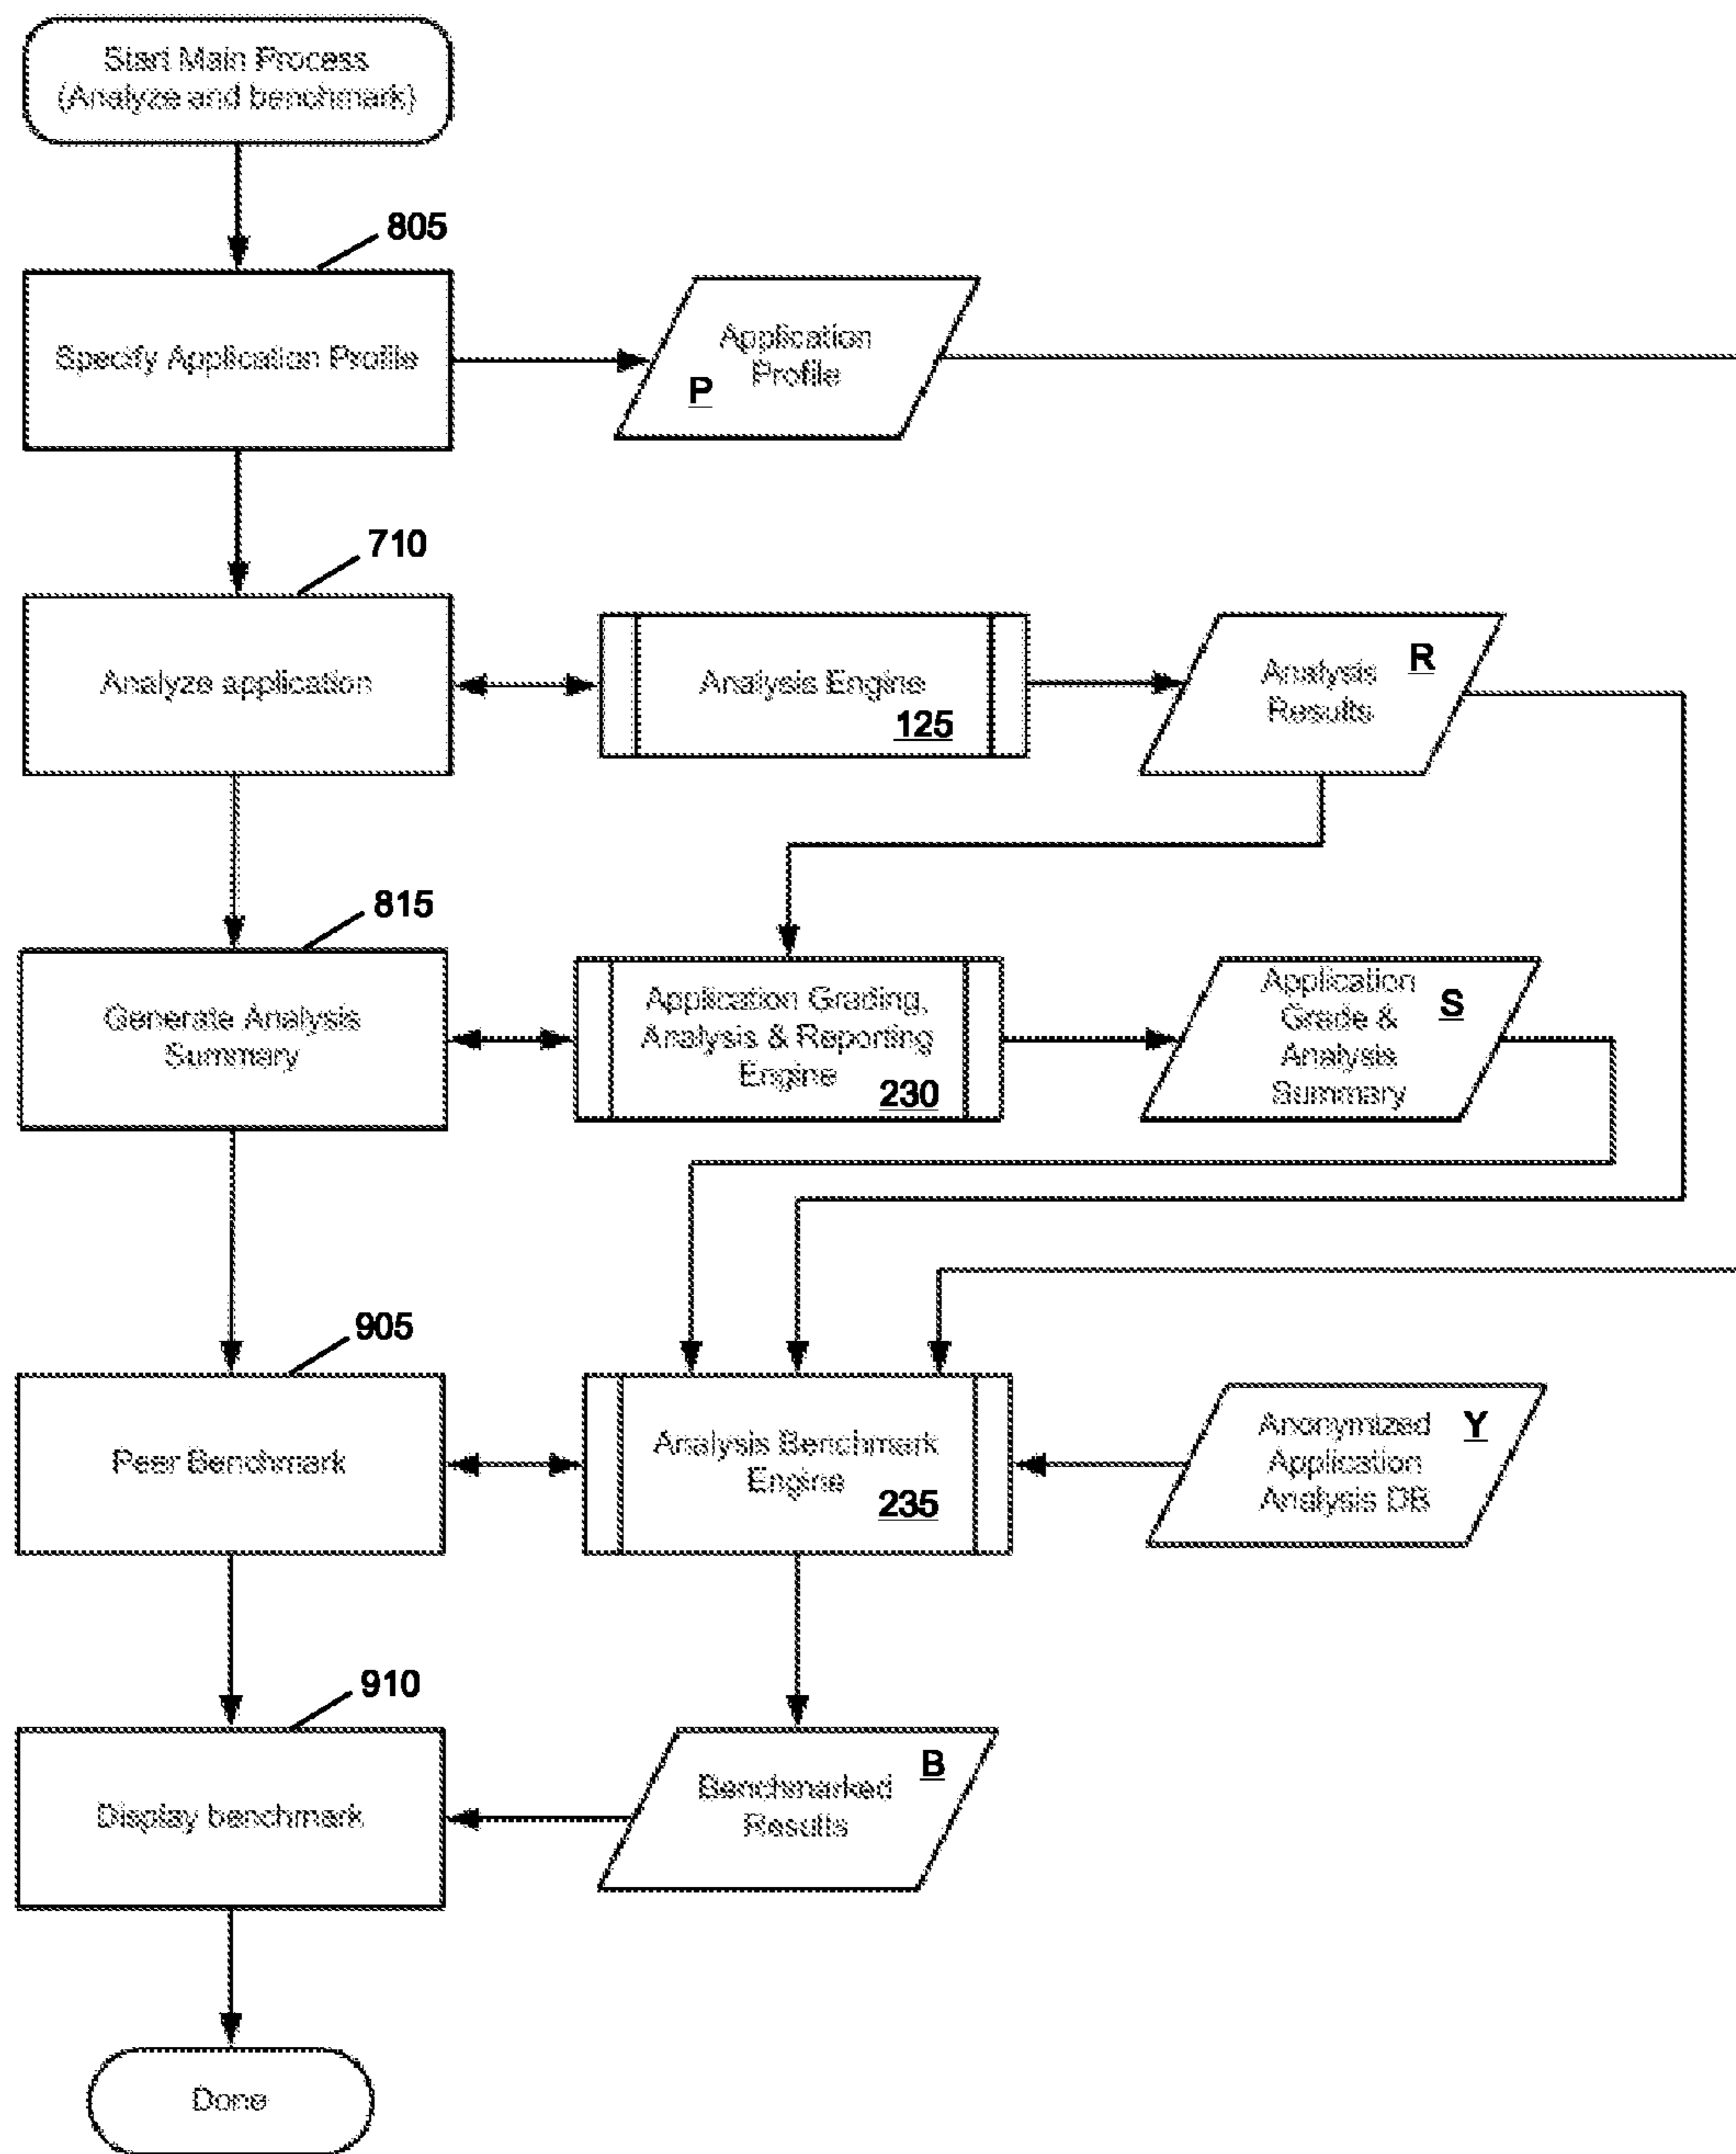 Start Main Process
(Analyze and benchmark)
805
Specify Application Profile
Application
Profile
P
710
Analyze application
Analysis Engine
125
Analysis
Results
R
815
Generate Analysis
Summary
Application Grading,
Analysis & Reporting
Engine
230
Application
Grade &
Analysis
Summary
S
905
Peer Benchmark
Analysis Benchmark
Engine
235
Anonymized
Application
Analysis DB
Y
910
Display benchmark
Benchmarked
Results
B
Done